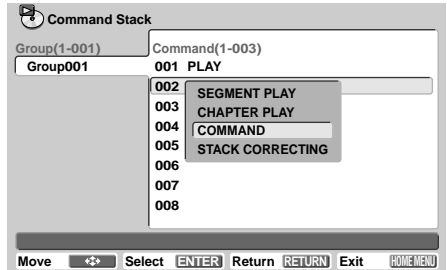 Command Stack
Group(1-001)
Group001
Command(1-003)
001 PLAY
002
003
004
005
006
007
008
SEGMENT PLAY
CHAPTER PLAY
COMMAND
STACK CORRECTING
Move Select ENTER Return RETURN Exit HOME MENU